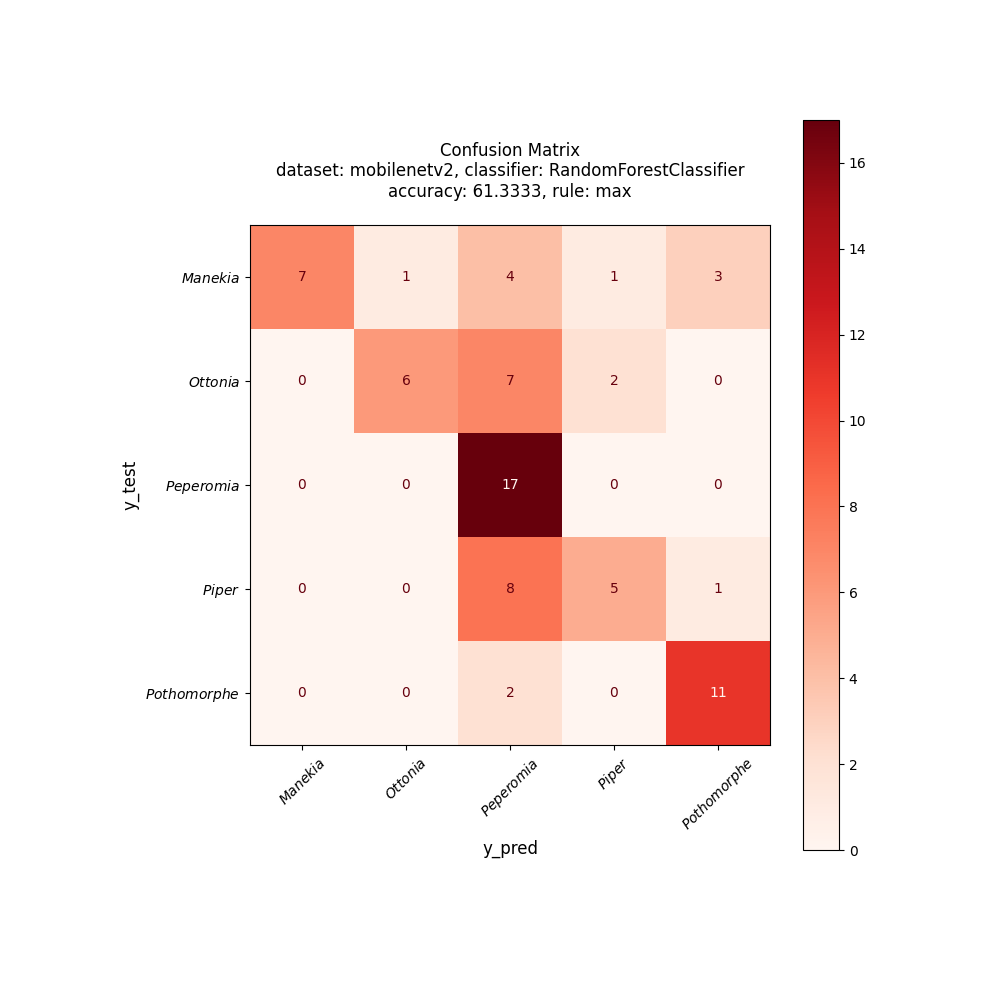 Confusion Matrix
dataset: mobilenetv2, classifier: RandomForestClassifier
accuracy: 61.3333, rule: max
Manekia 7 1 4 1 3
Ottonia 0 6 7 2 0
Peperomia 0 0 17 0 0
Piper 0 0 8 5 1
Pothomorphe 0 0 2 0 11
y_test
Manekia Ottonia Peperomia Piper Pothomorphe
y_pred
16
14
12
10
8
6
4
2
0